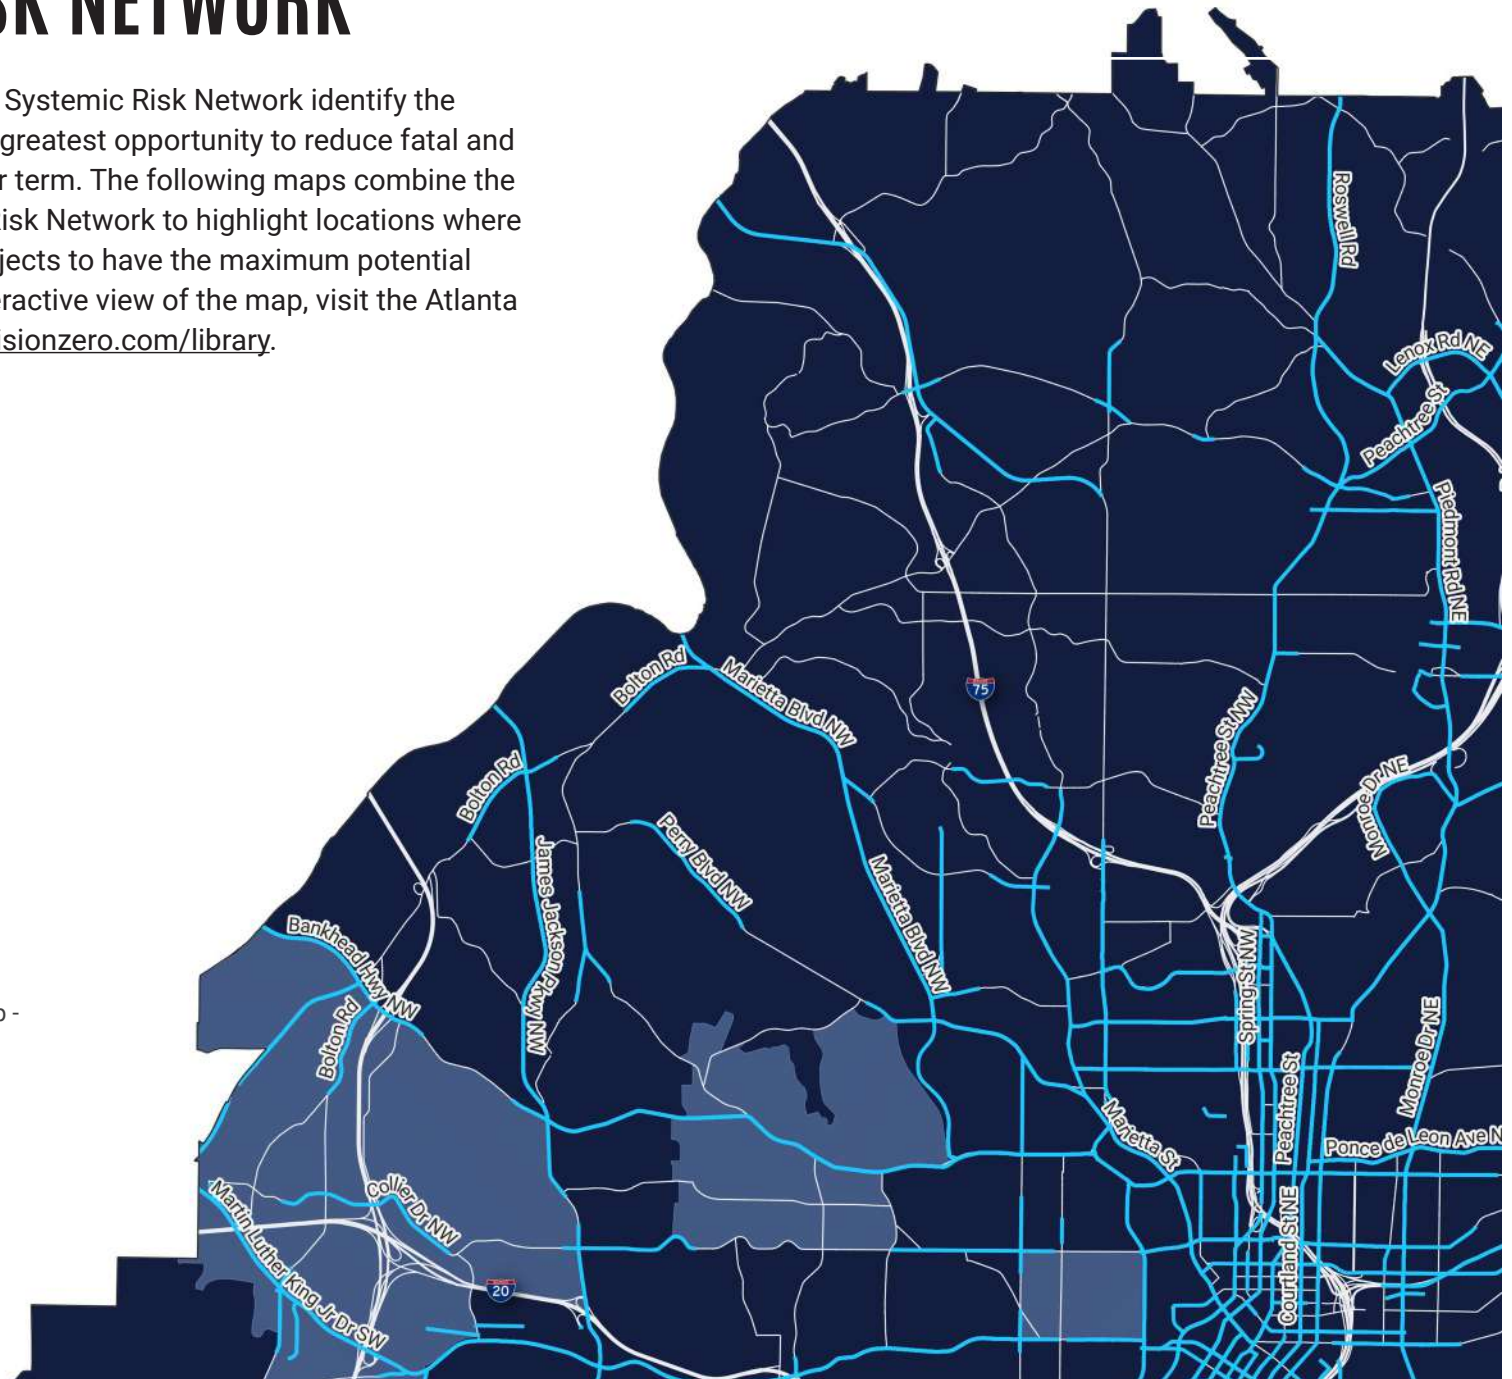 SK NETWORK
Systemic Risk Network identify the
greatest opportunity to reduce fatal and
r term. The following maps combine the
isk Network to highlight locations where
jects to have the maximum potential
eractive view of the map, visit the Atlanta
isionzero.com/library.
Roswell Rd
Lenox Rd NE
Peachtree St
Piedmont Rd NE
Bolton Rd
Marietta Blvd NW
75
Peachtree St NW
Bolton Rd
Monroe Dr NE
Perry Blvd NW
James Jackson Pkwy NW
Marietta Blvd NW
Bankhead Hwy NW
Spring St NW
o -
Bolton Rd
Monroe Dr NE
Peachtree St
Marietta St
Ponce de Leon Ave N
Collier Dr NW
Martin Luther King Jr Dr SW
Courtland St NE
20